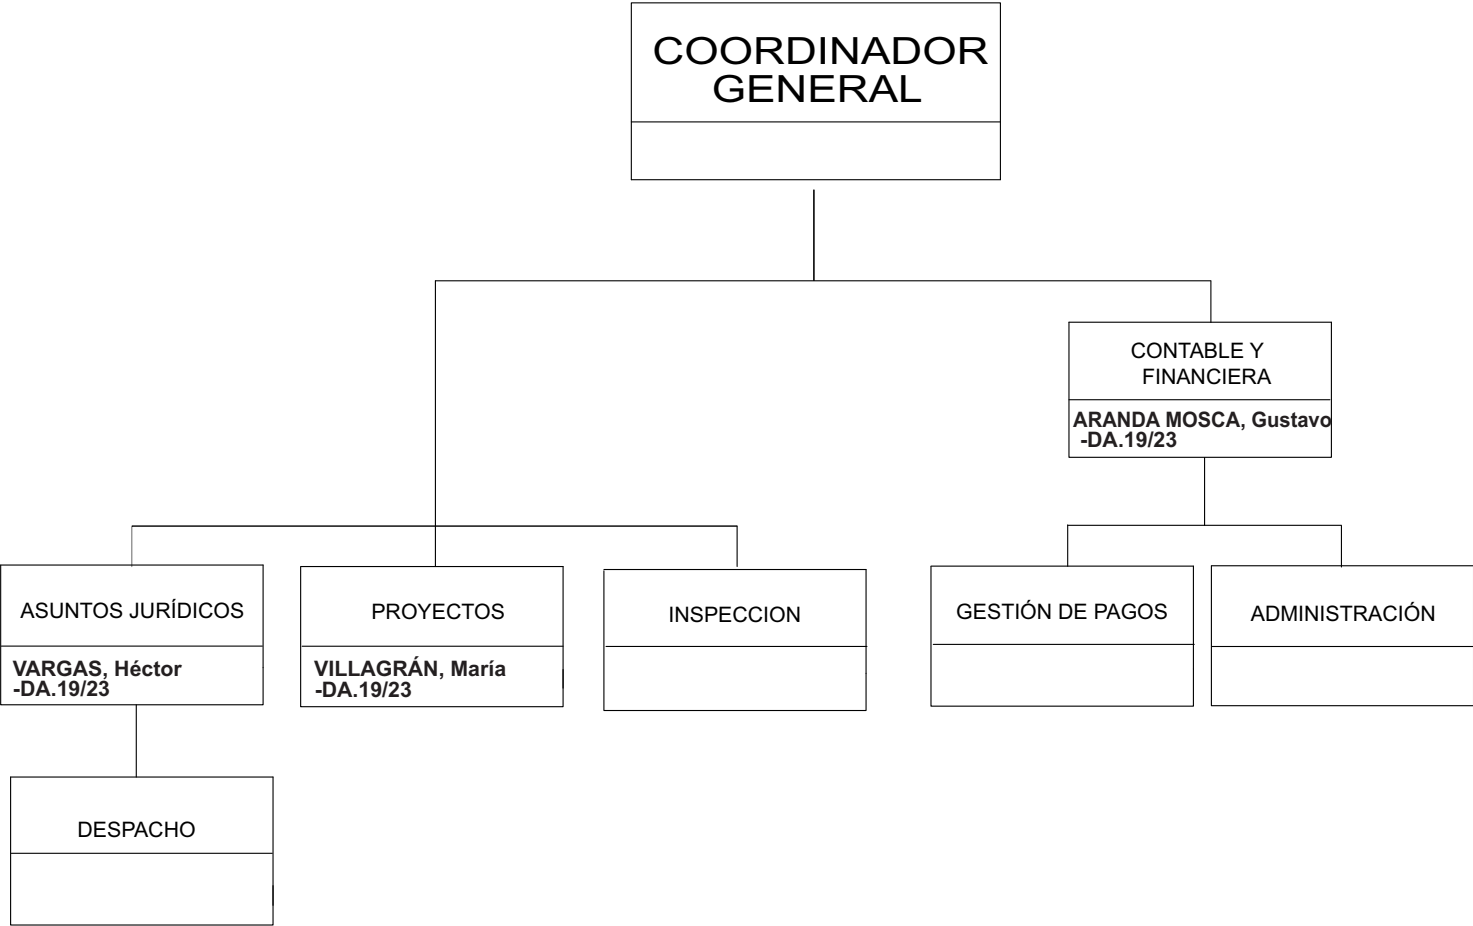 COORDINADOR
GENERAL
CONTABLE Y
FINANCIERA
ARANDA MOSCA, Gustavo
-DA.19/23
ASUNTOS JURÍDICOS
VARGAS, Héctor
-DA.19/23
PROYECTOS
VILLAGRÁN, María
-DA.19/23
INSPECCION
GESTIÓN DE PAGOS
ADMINISTRACIÓN
DESPACHO